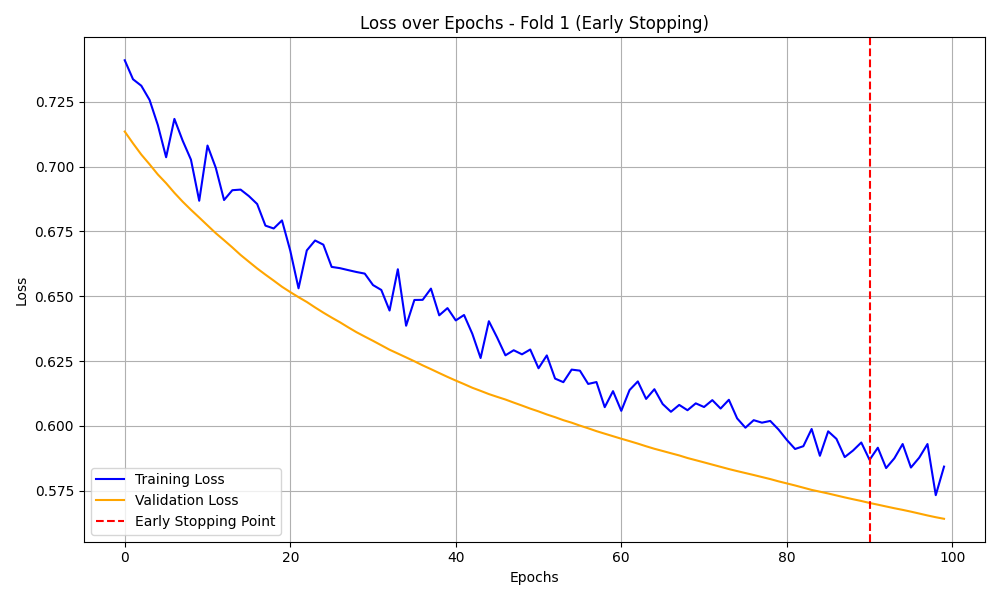 Loss over Epochs - Fold 1 (Early Stopping)
Loss
0.725
0.700
0.675
0.650
0.625
0.600
0.575
Training Loss
Validation Loss
Early Stopping Point
0 20 40 60 80 100
Epochs